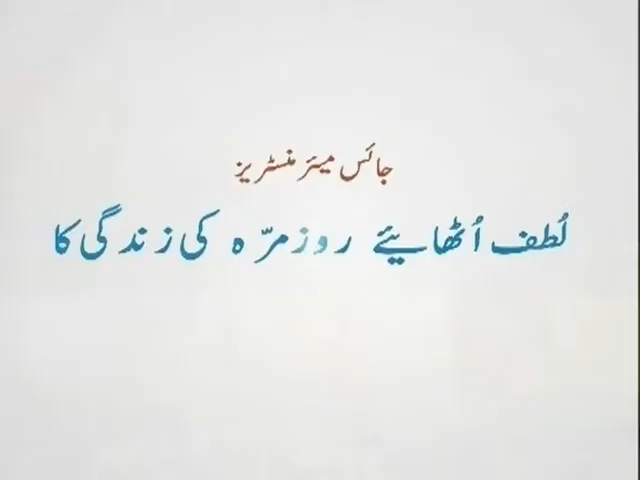 جائس میئر منسٹریز
لُطف اُٹھایئے روزمرّہ کی زندگی کا